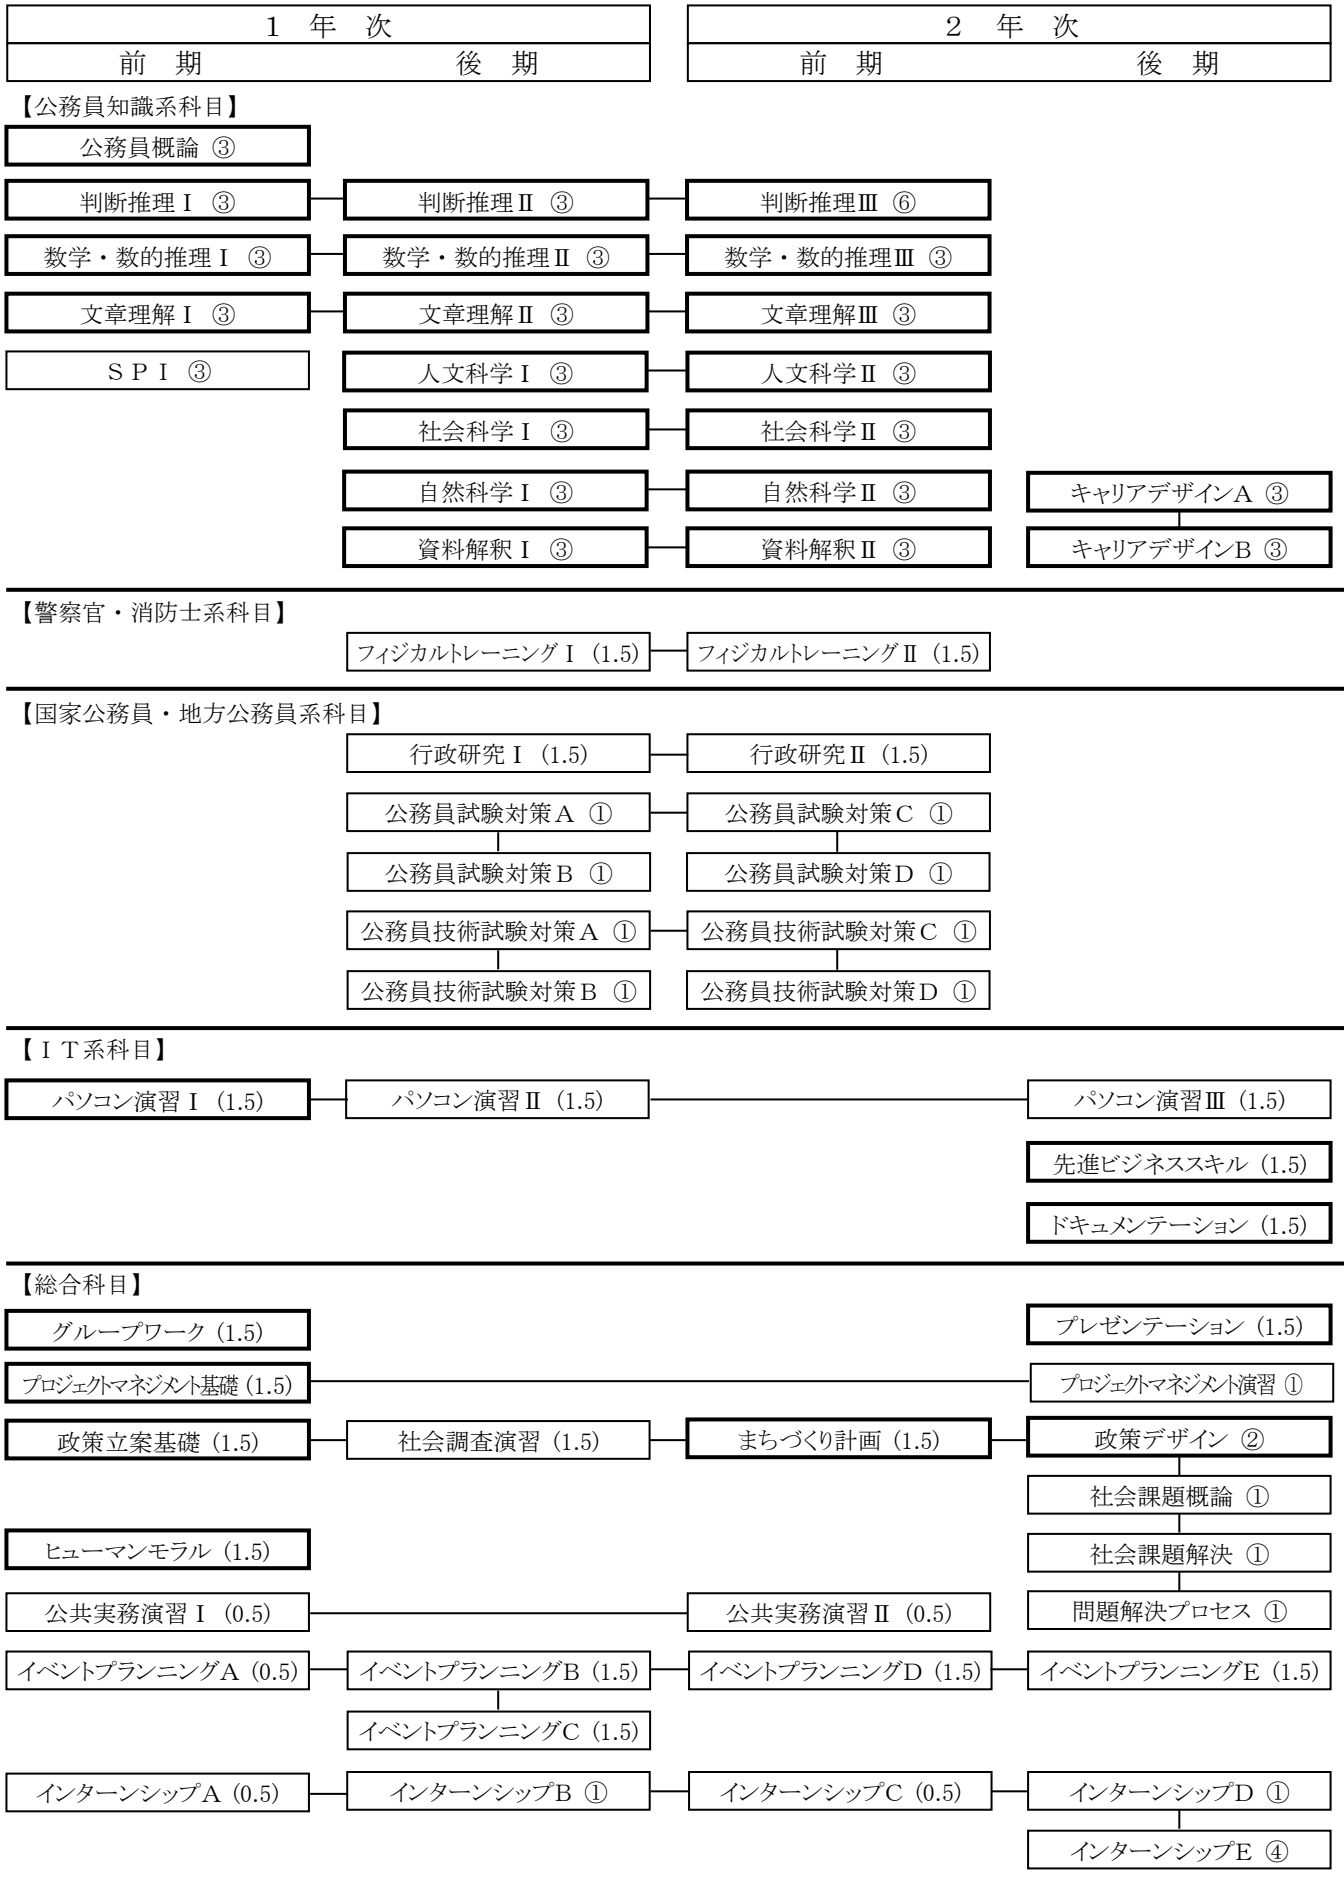 １　年　次　　２　年　次
前　期　　後　期　　前　期　　後　期
【公務員知識系科目】
公務員概論 ③
判断推理Ⅰ ③　判断推理Ⅱ ③　判断推理Ⅲ ⑥
数学・数的推理Ⅰ ③　数学・数的推理Ⅱ ③　数学・数的推理Ⅲ ③
文章理解Ⅰ ③　文章理解Ⅱ ③　文章理解Ⅲ ③
ＳＰＩ ③　人文科学Ⅰ ③　人文科学Ⅱ ③
社会科学Ⅰ ③　社会科学Ⅱ ③
自然科学Ⅰ ③　自然科学Ⅱ ③　キャリアデザインA ③
資料解釈Ⅰ ③　資料解釈Ⅱ ③　キャリアデザインB ③
【警察官・消防士系科目】
フィジカルトレーニングⅠ (1.5)　フィジカルトレーニングⅡ (1.5)
【国家公務員・地方公務員系科目】
行政研究Ⅰ (1.5)　行政研究Ⅱ (1.5)
公務員試験対策Ａ ①　公務員試験対策Ｃ ①
公務員試験対策Ｂ ①　公務員試験対策Ｄ ①
公務員技術試験対策Ａ ①　公務員技術試験対策Ｃ ①
公務員技術試験対策Ｂ ①　公務員技術試験対策Ｄ ①
【ＩＴ系科目】
パソコン演習Ⅰ (1.5)　パソコン演習Ⅱ (1.5)　パソコン演習Ⅲ (1.5)
先進ビジネススキル (1.5)
ドキュメンテーション (1.5)
【総合科目】
グループワーク (1.5)　プレゼンテーション (1.5)
プロジェクトマネジメント基礎 (1.5)　プロジェクトマネジメント演習 ①
政策立案基礎 (1.5)　社会調査演習 (1.5)　まちづくり計画 (1.5)　政策デザイン ②
社会課題概論 ①
ヒューマンモラル (1.5)　社会課題解決 ①
公共実務演習Ⅰ (0.5)　公共実務演習Ⅱ (0.5)　問題解決プロセス ①
イベントプランニングA (0.5)　イベントプランニングB (1.5)　イベントプランニングD (1.5)　イベントプランニングE (1.5)
イベントプランニングC (1.5)
インターンシップA (0.5)　インターンシップB ①　インターンシップC (0.5)　インターンシップD ①
インターンシップE ④